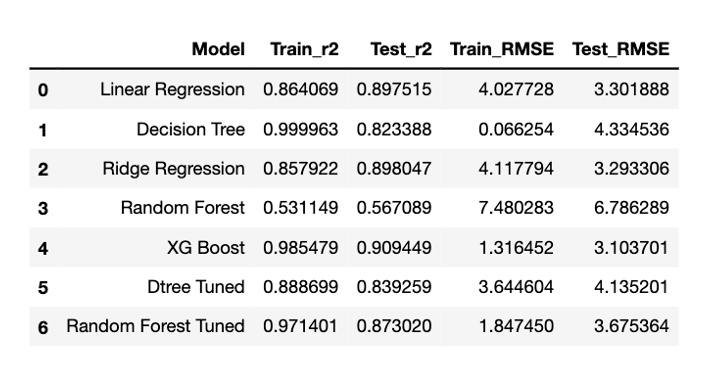 Model Train_r2 Test_r2 Train_RMSE Test_RMSE
0 Linear Regression 0.864069 0.897515 4.027728 3.301888
1 Decision Tree 0.999963 0.823388 0.066254 4.334536
2 Ridge Regression 0.857922 0.898047 4.117794 3.293306
3 Random Forest 0.531149 0.567089 7.480283 6.786289
4 XG Boost 0.985479 0.909449 1.316452 3.103701
5 Dtree Tuned 0.888699 0.839259 3.644604 4.135201
6 Random Forest Tuned 0.971401 0.873020 1.847450 3.675364